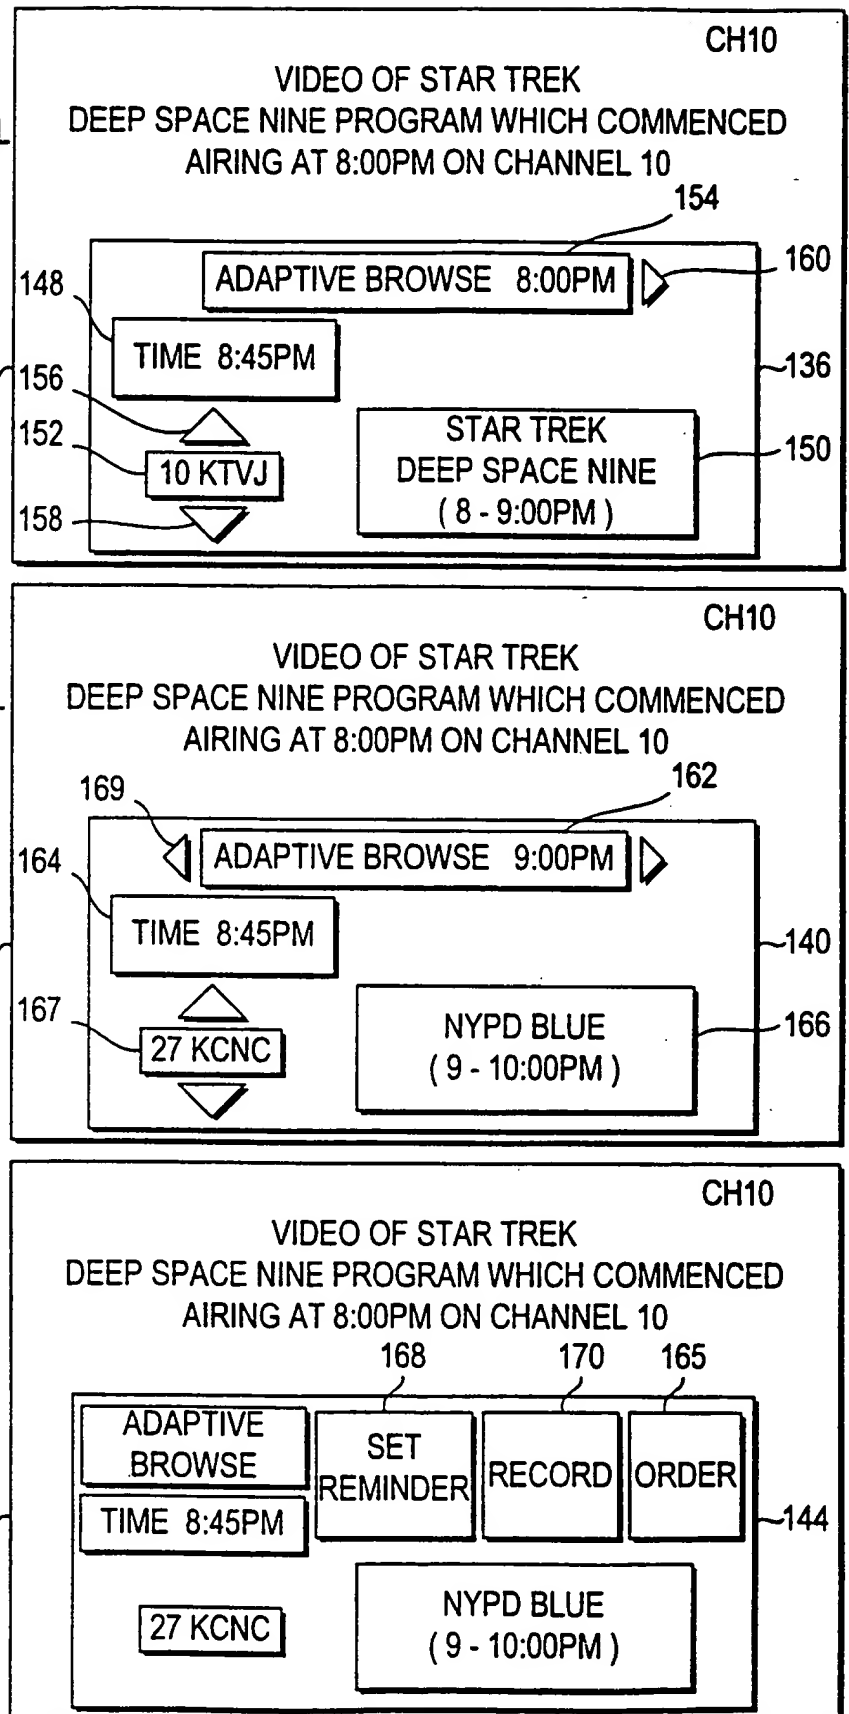 CH10
VIDEO OF STAR TREK
DEEP SPACE NINE PROGRAM WHICH COMMENCED
AIRING AT 8:00PM ON CHANNEL 10
154
ADAPTIVE BROWSE 8:00PM
160
148
TIME 8:45PM
136
156
152
10 KTVJ
STAR TREK
DEEP SPACE NINE
( 8 - 9:00PM )
150
158
CH10
VIDEO OF STAR TREK
DEEP SPACE NINE PROGRAM WHICH COMMENCED
AIRING AT 8:00PM ON CHANNEL 10
162
169
ADAPTIVE BROWSE 9:00PM
164
TIME 8:45PM
140
167
27 KCNC
NYPD BLUE
( 9 - 10:00PM )
166
CH10
VIDEO OF STAR TREK
DEEP SPACE NINE PROGRAM WHICH COMMENCED
AIRING AT 8:00PM ON CHANNEL 10
168
170
165
ADAPTIVE
BROWSE
SET
REMINDER
RECORD
ORDER
TIME 8:45PM
144
27 KCNC
NYPD BLUE
( 9 - 10:00PM )